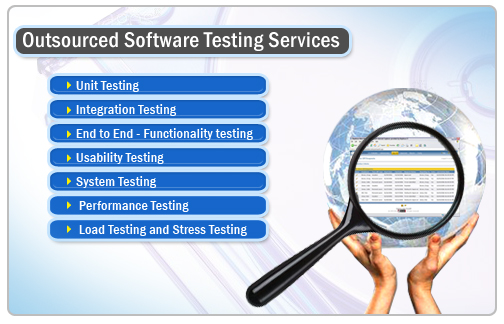 Outsourced Software Testing Services
Unit Testing
Integration Testing
End to End - Functionality testing
Usability Testing
System Testing
Performance Testing
Load Testing and Stress Testing